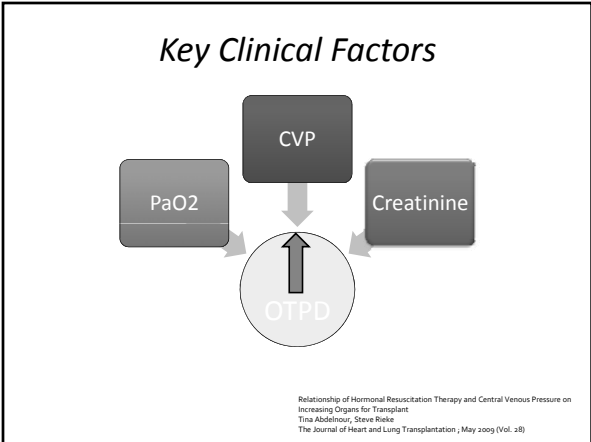 Key Clinical Factors
CVP
PaO2
Creatinine
OTPD
Relationship of Hormonal Resuscitation Therapy and Central Venous Pressure on
Increasing Organs for Transplant
Tina Abdelnour, Steve Rieke
The Journal of Heart and Lung Transplantation ; May 2009 (Vol. 28)